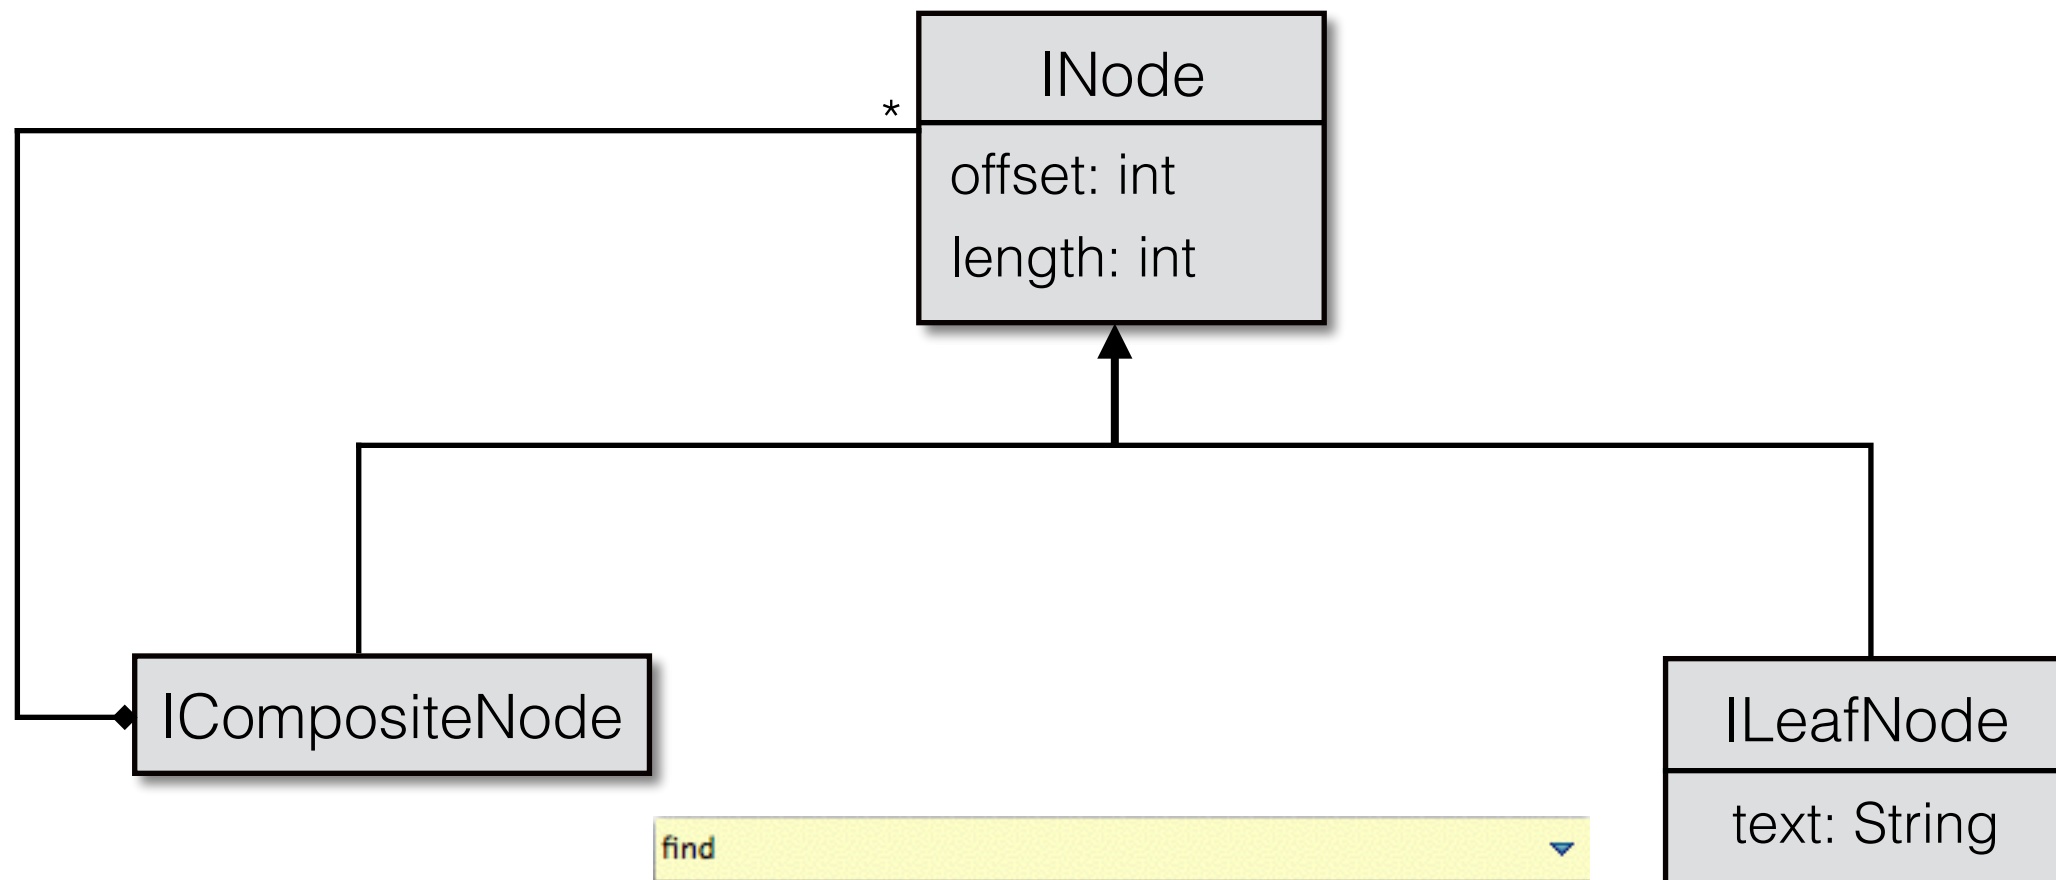 INode
*
offset: int
length: int
ICompositeNode
ILeafNode
text: String
find